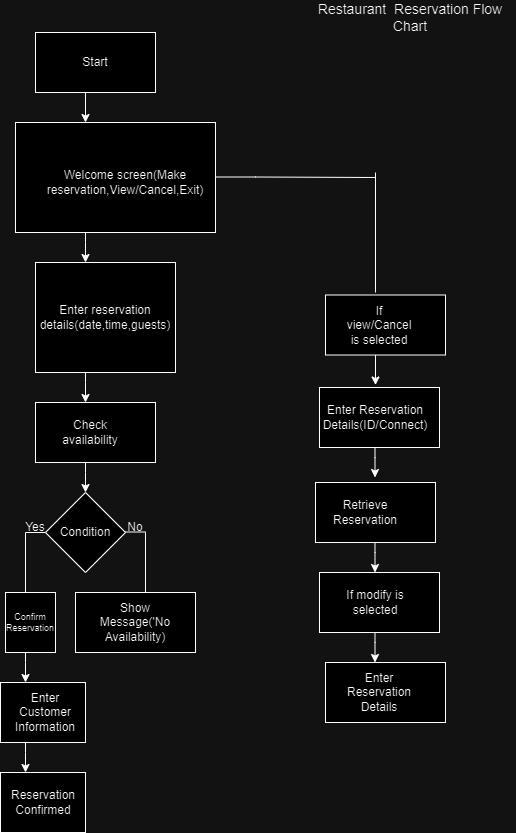 Restaurant Reservation Flow
Chart
Start
Welcome screen(Make
reservation,View/Cancel,Exit)
Enter reservation
details(date,time,guests)
Check
availability
Condition
Yes
No
Confirm
Reservation
Show
Message('No
Availability)
Enter
Customer
Information
Reservation
Confirmed
If
view/Cancel
is selected
Enter Reservation
Details(ID/Connect)
Retrieve
Reservation
If modify is
selected
Enter
Reservation
Details